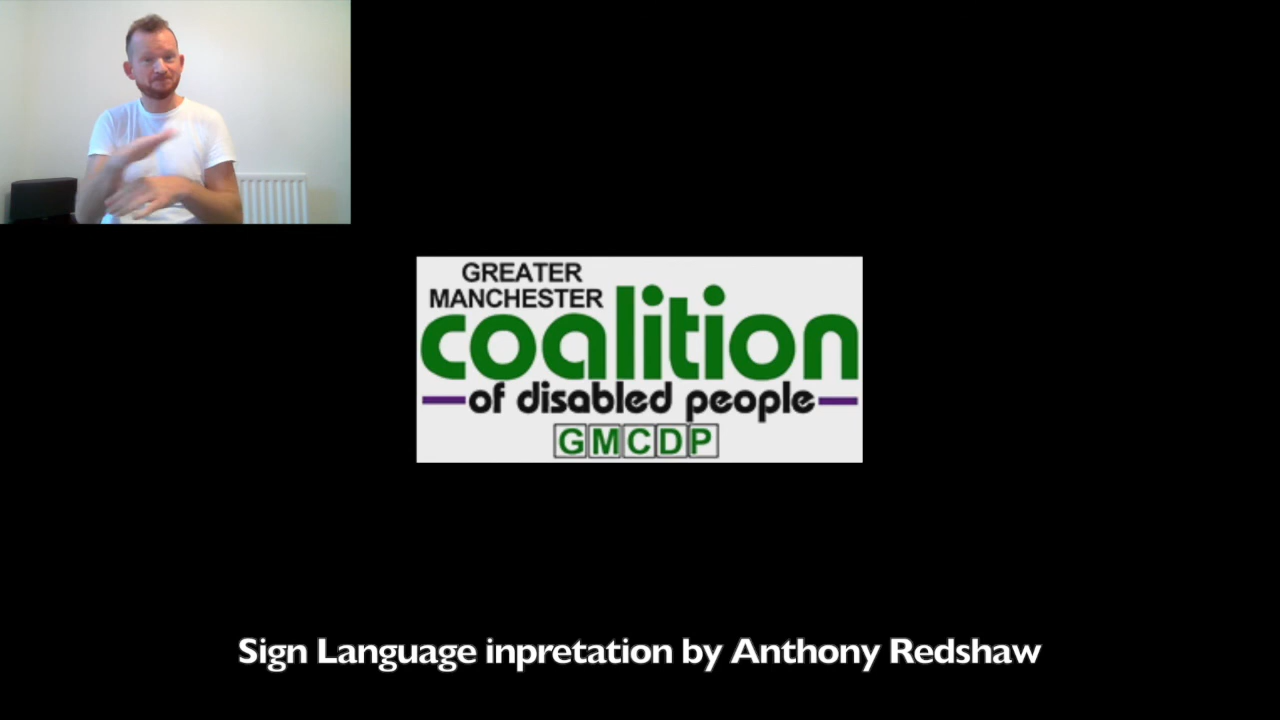 GREATER
MANCHESTER
coalition
of disabled people
GMCDP
Sign Language inpretation by Anthony Redshaw